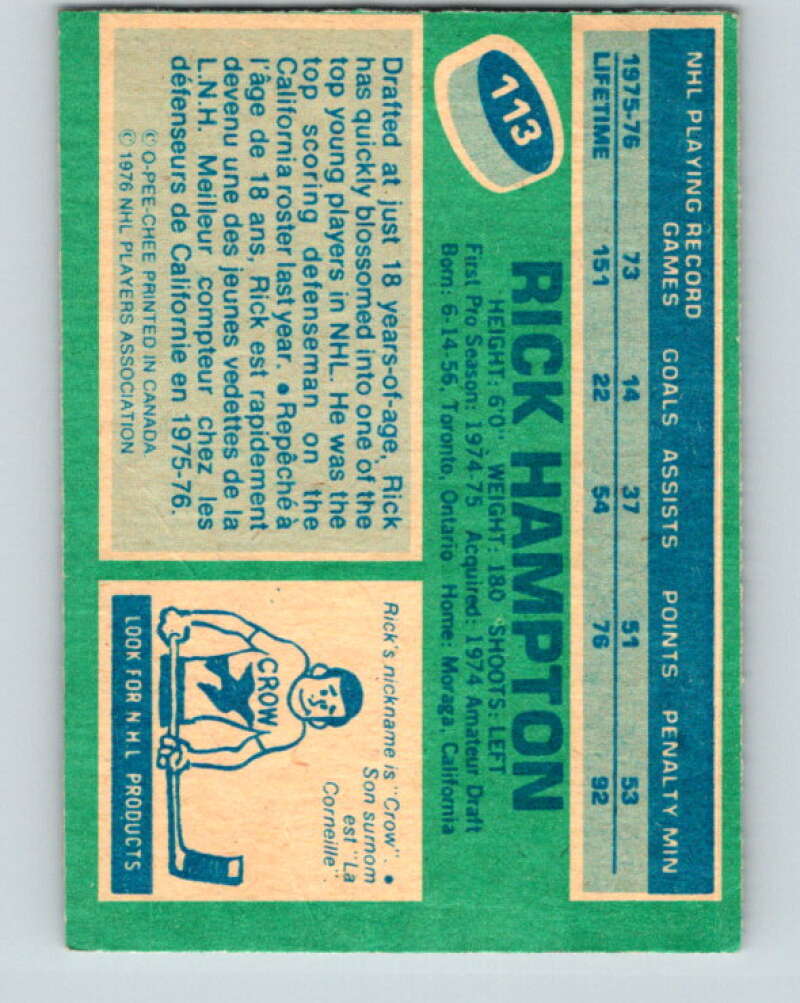 NHL PLAYING RECORD
GAMES GOALS ASSISTS POINTS PENALTY MIN
1975-76 73 14 37 51 53
LIFETIME 151 22 54 76 92
113
RICK HAMPTON
HEIGHT: 6'0" WEIGHT: 180 SHOOTS: LEFT
First Pro Season: 1974-75 Acquired: 1974 Amateur Draft
Born: 6-14-56, Toronto, Ontario Home: Moraga, California
Drafted at just 18 years-of-age, Rick
has quickly blossomed into one of the
top young players in NHL. He was the
top scoring defenseman on the
California roster last year. • Repêché à
l'âge de 18 ans, Rick est rapidement
devenu une des jeunes vedettes de la
L.N.H. Meilleur compteur chez les
défenseurs de Californie en 1975-76.
© O-PEE-CHEE PRINTED IN CANADA
© 1976 NHL PLAYERS ASSOCIATION
Rick's nickname is "Crow". •
Son surnom
est "La
Corneille".
CROW
LOOK FOR N.H.L PRODUCTS